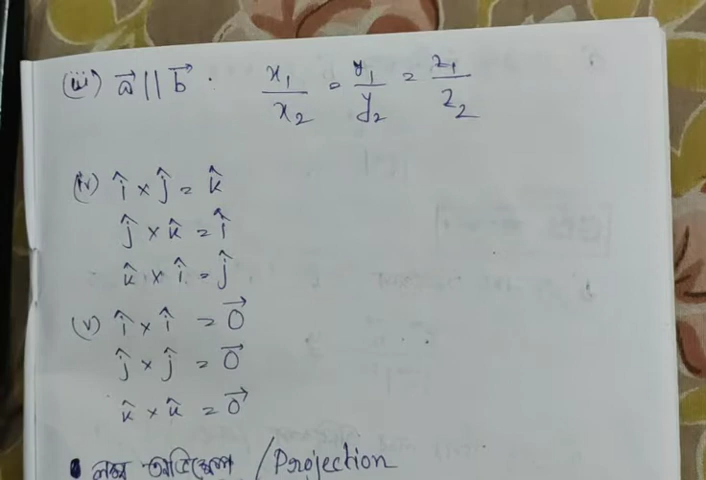 (iii) a⃗ || b⃗ . x₁/x₂ = y₁/y₂ = z₁/z₂
(iv) î × ĵ = k̂
ĵ × k̂ = î
k̂ × î = ĵ
(v) î × î = 0⃗
ĵ × ĵ = 0⃗
k̂ × k̂ = 0⃗
লম্ব অভিক্ষেপ / Projection